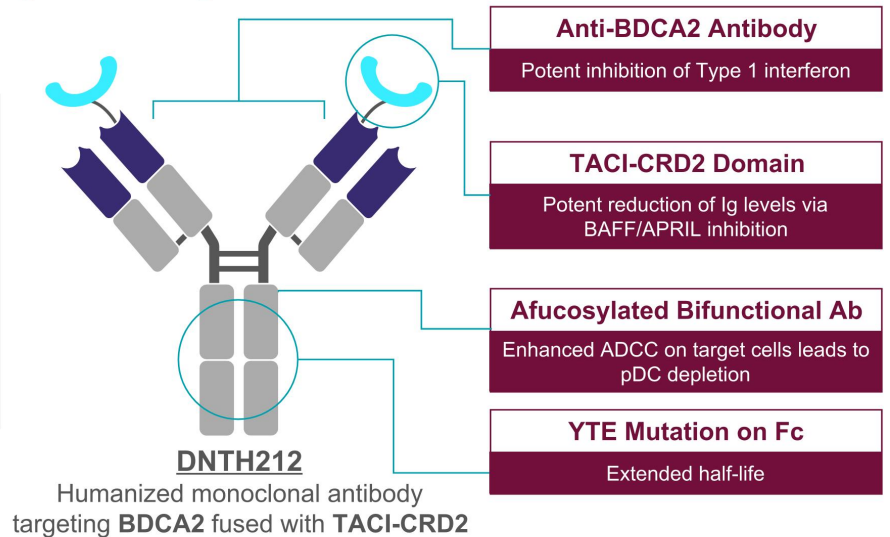 Anti-BDCA2 Antibody
Potent inhibition of Type 1 interferon
TACI-CRD2 Domain
Potent reduction of Ig levels via
BAFF/APRIL inhibition
Afucosylated Bifunctional Ab
Enhanced ADCC on target cells leads to
pDC depletion
YTE Mutation on Fc
Extended half-life
DNTH212
Humanized monoclonal antibody
targeting BDCA2 fused with TACI-CRD2